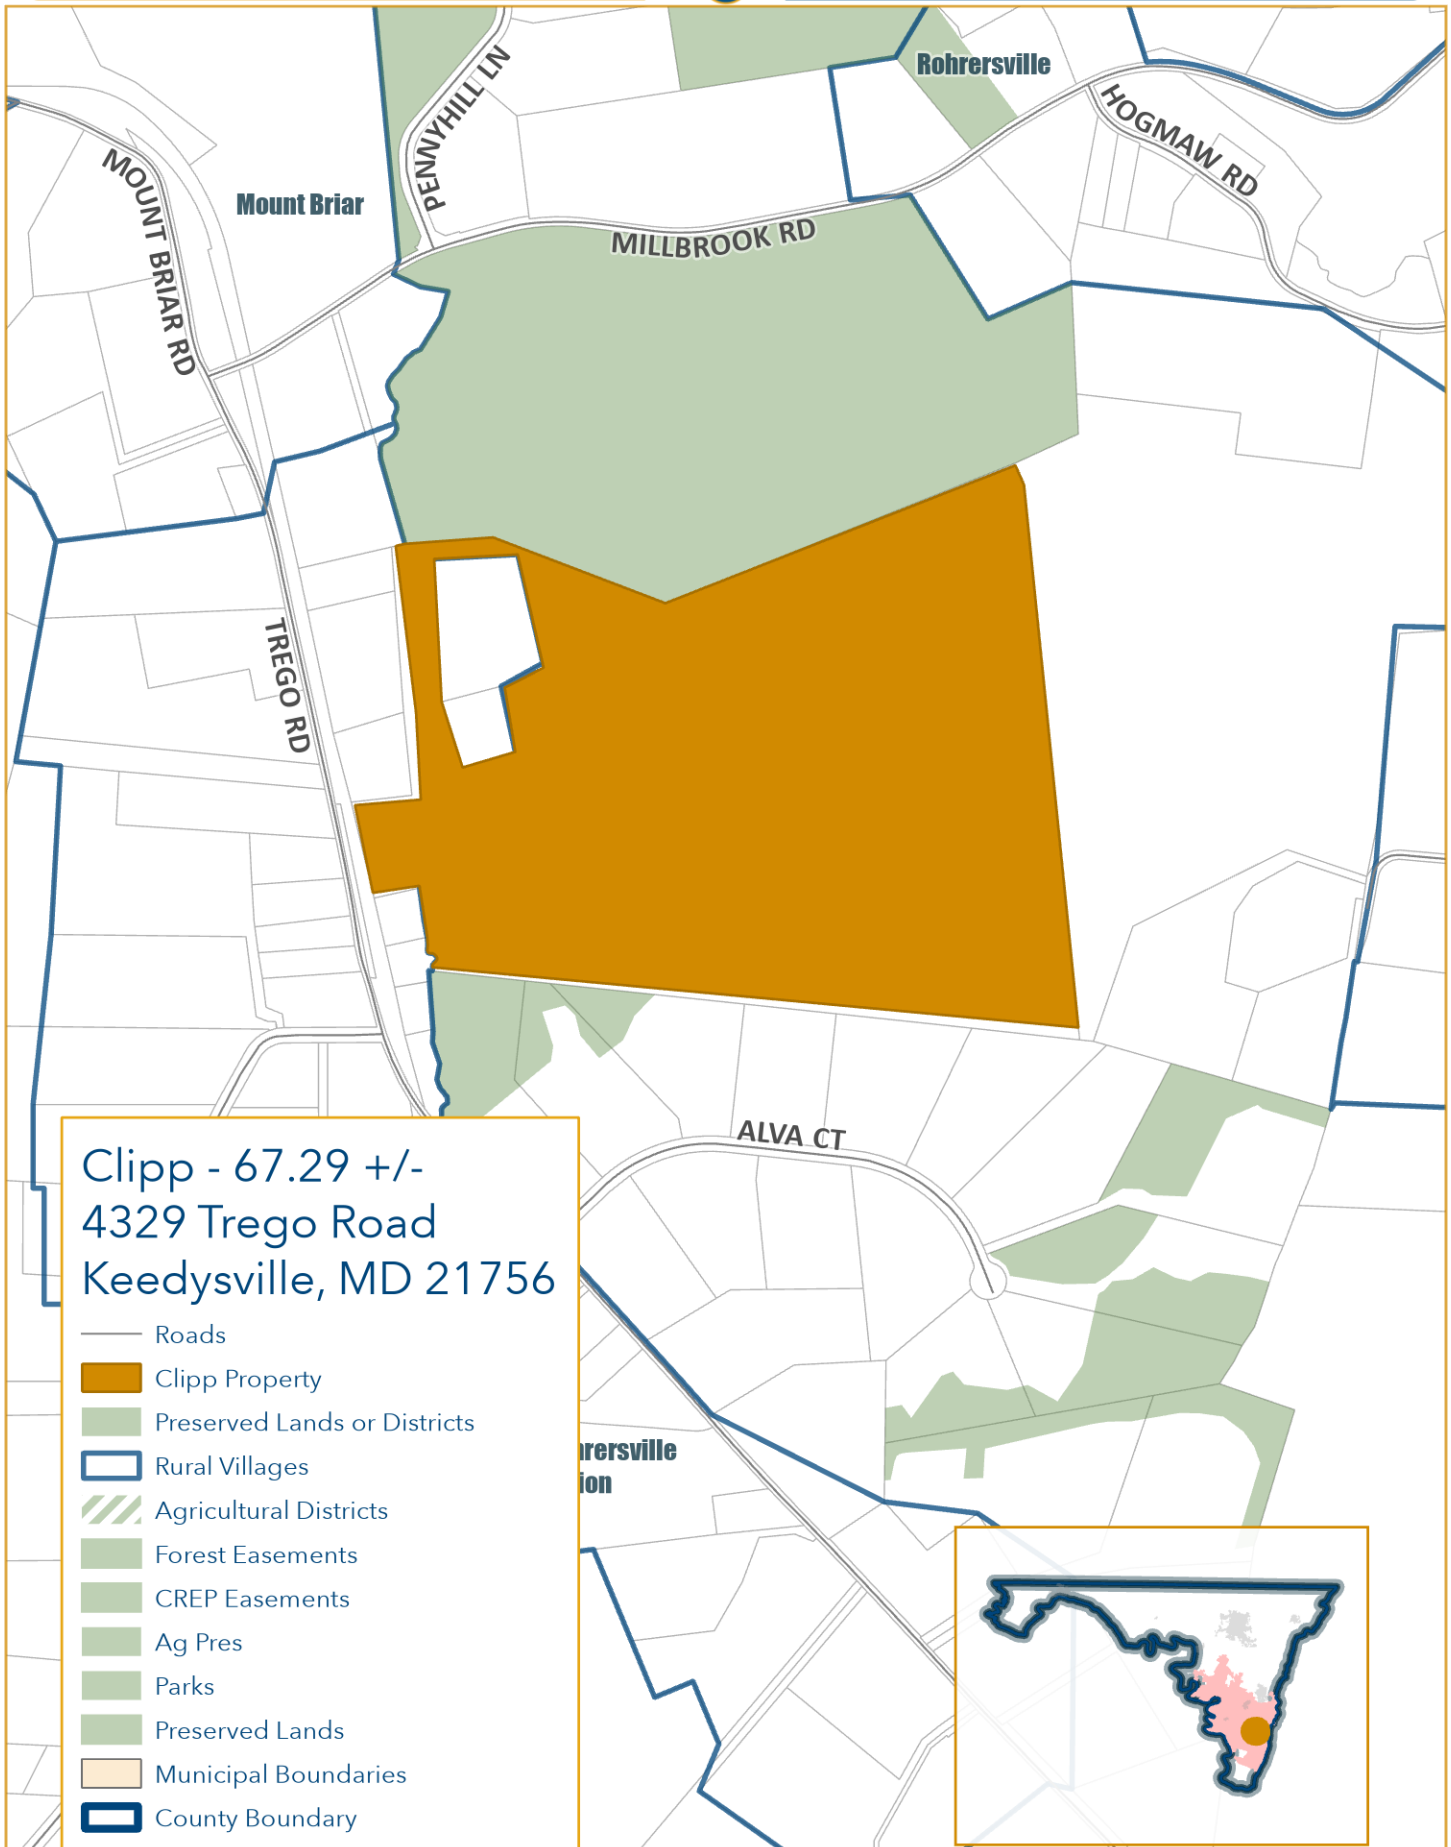 Rohrersville
PENNYHILL LN
HOGMAW RD
MOUNT BRIAR RD
Mount Briar
MILLBROOK RD
TREGO RD
ALVA CT
Clipp - 67.29 +/-
4329 Trego Road
Keedysville, MD 21756
Roads
Clipp Property
Preserved Lands or Districts
Rural Villages
Agricultural Districts
Forest Easements
CREP Easements
Ag Pres
Parks
Preserved Lands
Municipal Boundaries
County Boundary
rersville
ion